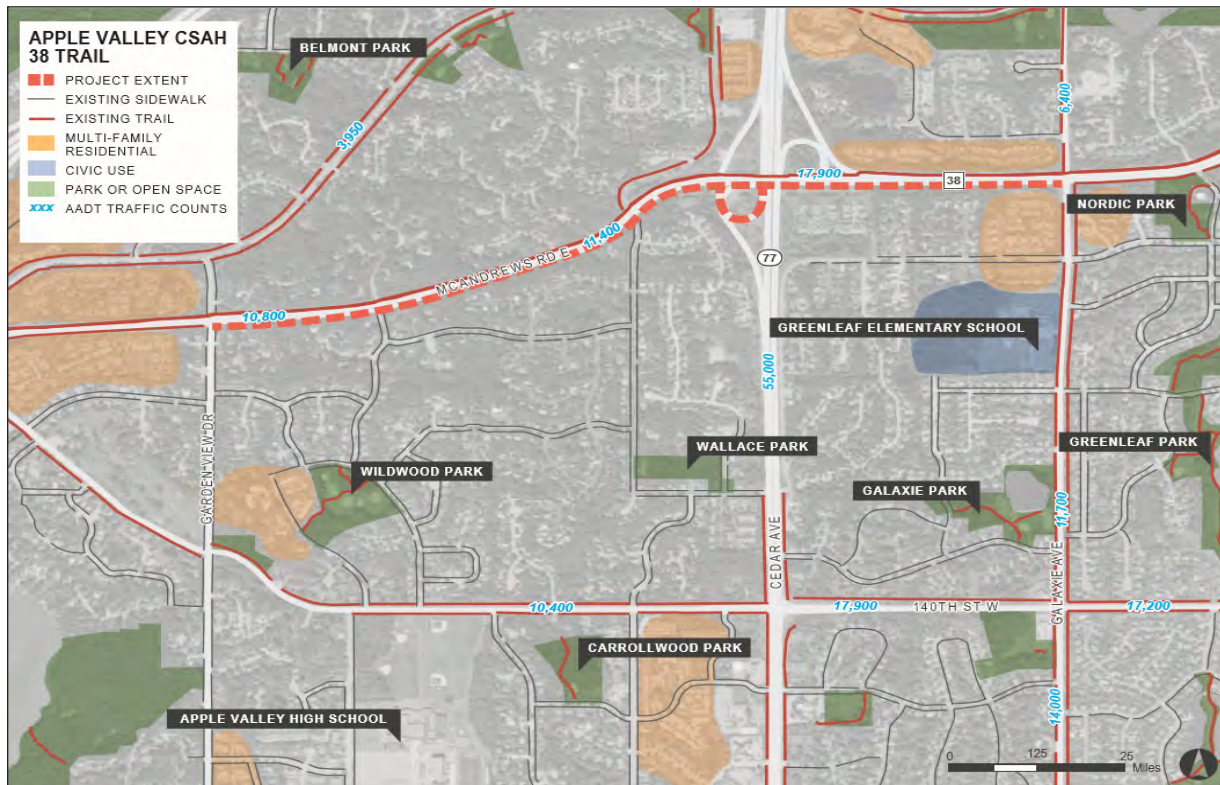 APPLE VALLEY CSAH
38 TRAIL
PROJECT EXTENT
EXISTING SIDEWALK
EXISTING TRAIL
MULTI-FAMILY
RESIDENTIAL
CIVIC USE
PARK OR OPEN SPACE
xxx AADT TRAFFIC COUNTS
BELMONT PARK
3,950
6,400
17,900
38
NORDIC PARK
11,400
MCANDREWS RD E
77
10,800
GREENLEAF ELEMENTARY SCHOOL
55,000
GARDEN VIEW DR
WALLACE PARK
GREENLEAF PARK
WILDWOOD PARK
GALAXIE PARK
11,700
CEDAR AVE
GALAXIE AVE
10,400
17,900
140TH ST W
17,200
CARROLLWOOD PARK
APPLE VALLEY HIGH SCHOOL
14,000
0 .125 25
Miles